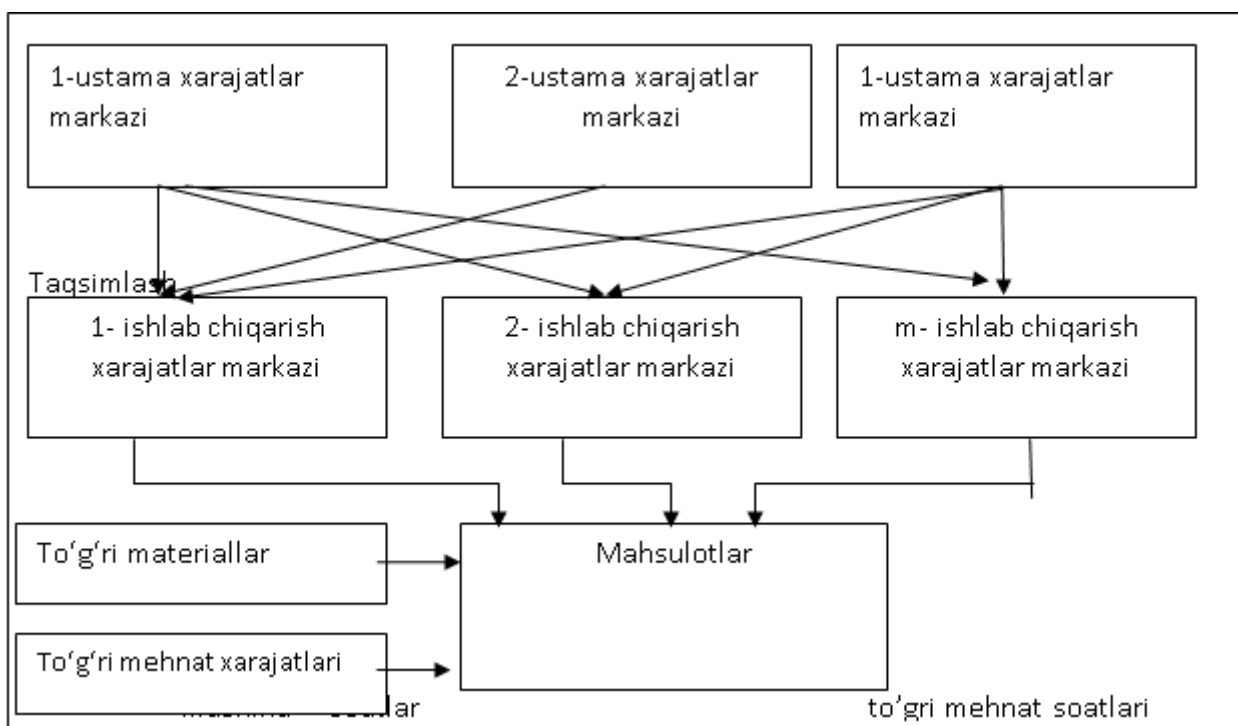 1-ustama xarajatlar
markazi
2-ustama xarajatlar
markazi
1-ustama xarajatlar
markazi
Taqsimlash
1- ishlab chiqarish
xarajatlar markazi
2- ishlab chiqarish
xarajatlar markazi
m- ishlab chiqarish
xarajatlar markazi
To‘g‘ri materiallar
Mahsulotlar
To‘g‘ri mehnat xarajatlari
to’gri mehnat soatlari